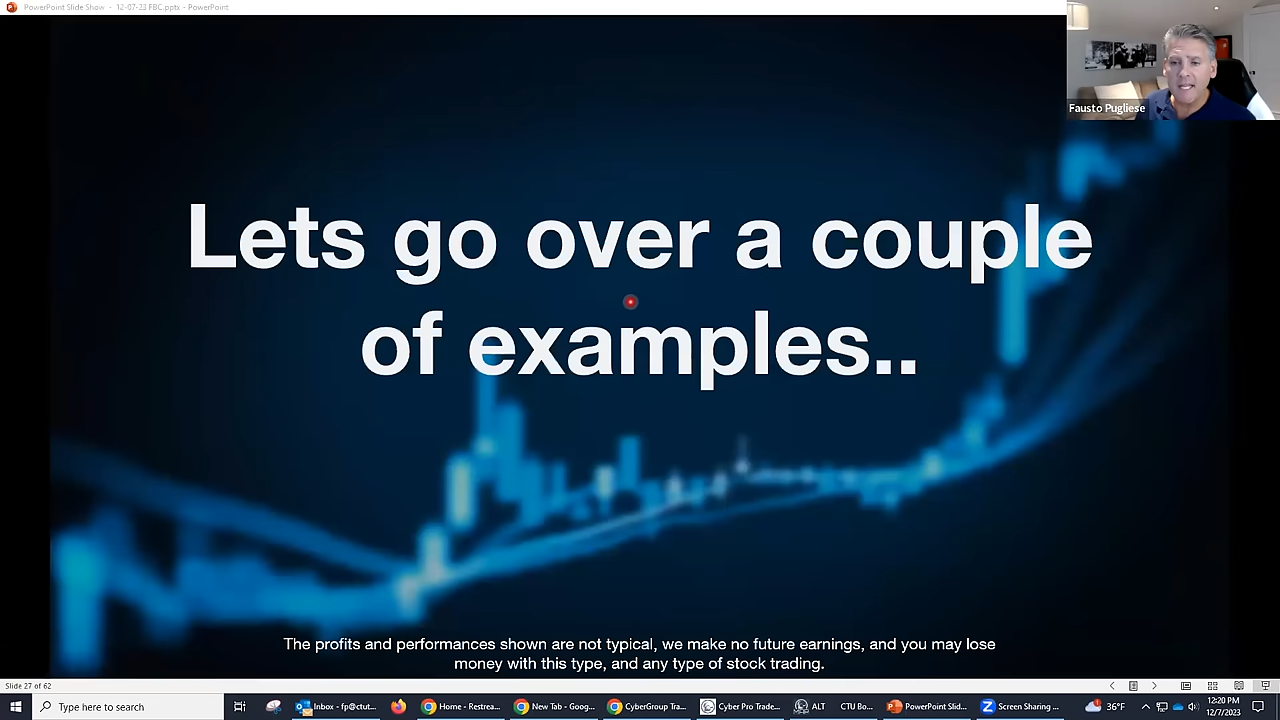 PowerPoint Slide Show - 12-07-23 FBC.pptx - PowerPoint
Fausto Pugliese
Lets go over a couple
of examples..
The profits and performances shown are not typical, we make no future earnings, and you may lose
money with this type, and any type of stock trading.
Slide 27 of 62
Type here to search
Inbox - fp@ctut...
Home - Restrea...
New Tab - Goog...
CyberGroup Tra...
Cyber Pro Trade...
ALT
CTU Bo...
PowerPoint Slid...
Screen Sharing ...
36°F
12:20 PM
12/7/2023